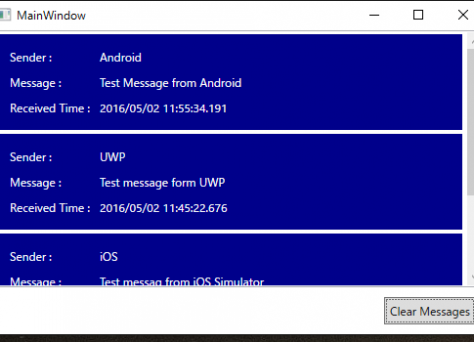 MainWindow
Sender : Android
Message : Test Message from Android
Received Time : 2016/05/02 11:55:34.191
Sender : UWP
Message : Test message form UWP
Received Time : 2016/05/02 11:45:22.676
Sender : iOS
Message : Test messag from iOS Simulator
Clear Messages